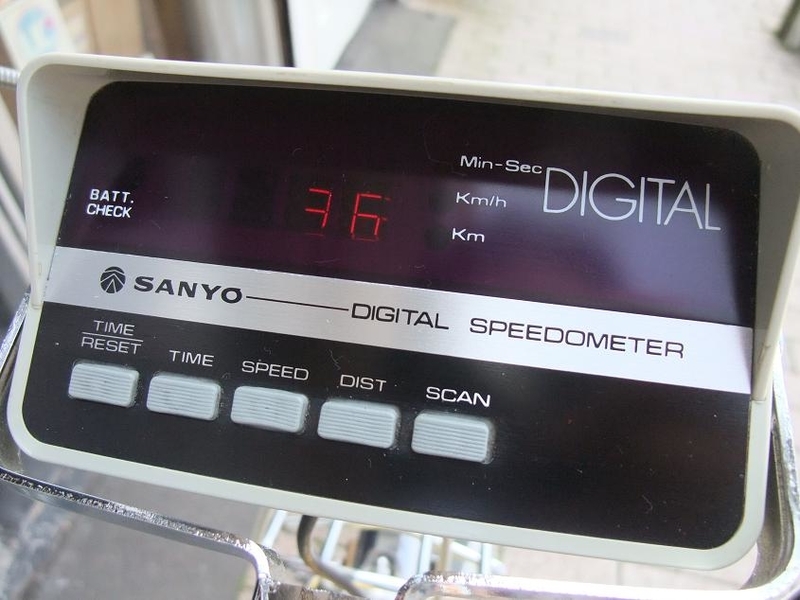 Min-Sec
DIGITAL
BATT.
CHECK
36
Km/h
Km
SANYO DIGITAL SPEEDOMETER
TIME
RESET
TIME
SPEED
DIST
SCAN